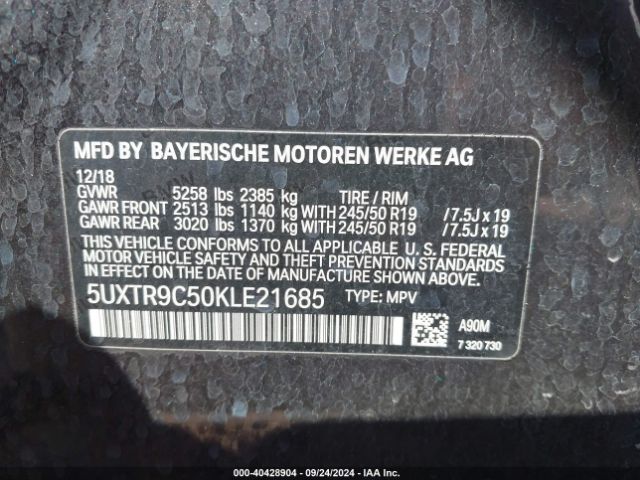 MFD BY BAYERISCHE MOTOREN WERKE AG
12/18
GVWR 5258 lbs 2385 kg TIRE / RIM
GAWR FRONT 2513 lbs 1140 kg WITH 245/50 R19 / 7.5J x 19
GAWR REAR 3020 lbs 1370 kg WITH 245/50 R19 / 7.5J x 19
THIS VEHICLE CONFORMS TO ALL APPLICABLE U. S. FEDERAL
MOTOR VEHICLE SAFETY AND THEFT PREVENTION STANDARDS
IN EFFECT ON THE DATE OF MANUFACTURE SHOWN ABOVE.
5UXTR9C50KLE21685 TYPE: MPV
A90M
7 320 730
000-40428904 - 09/24/2024 - IAAI.COM